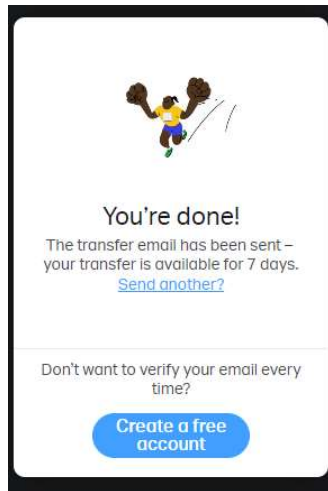 You're done!
The transfer email has been sent –
your transfer is available for 7 days.
Send another?
Don't want to verify your email every
time?
Create a free
account